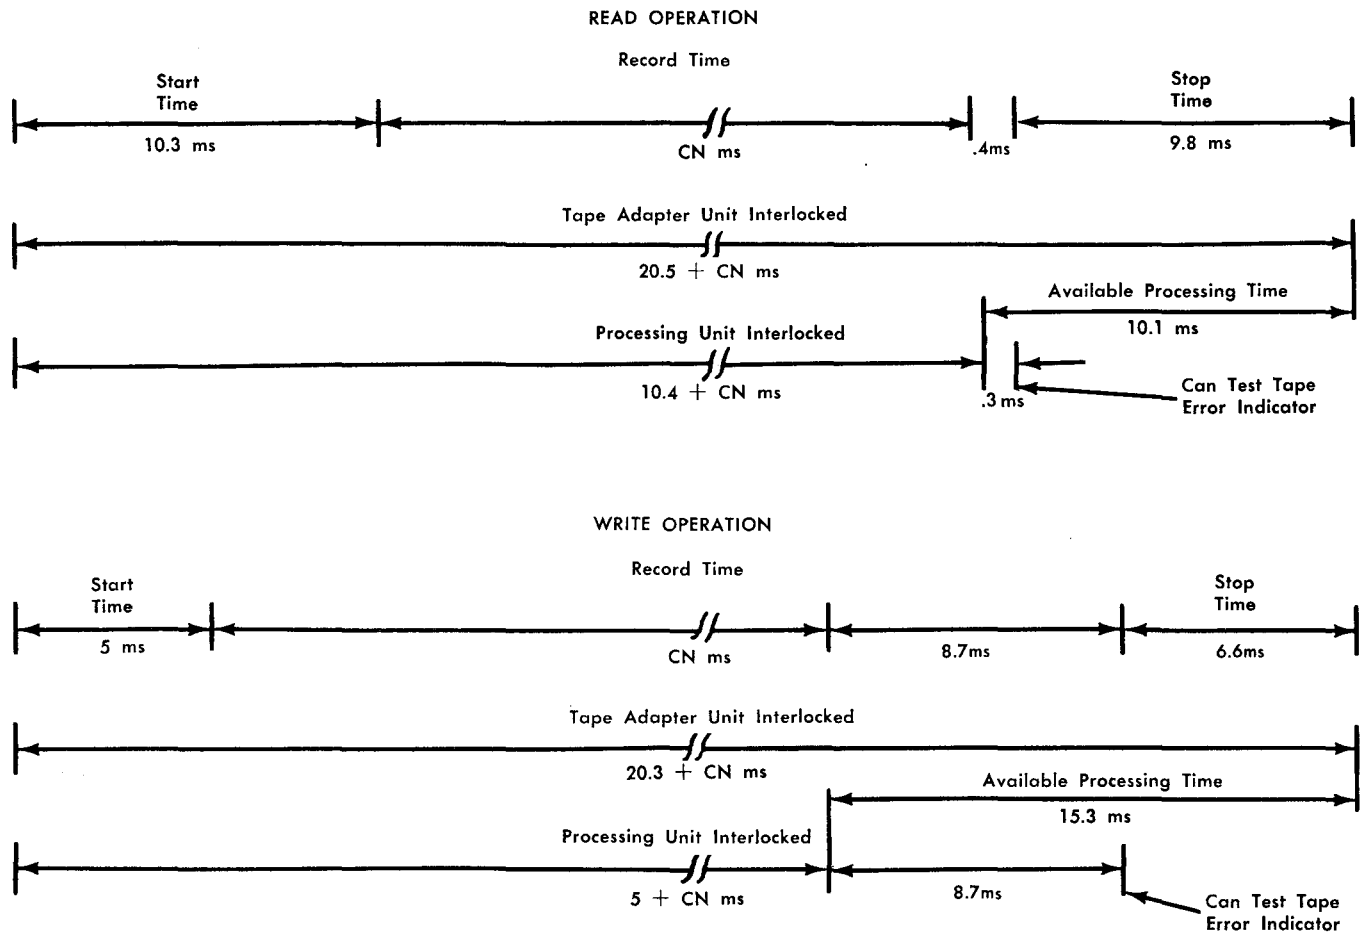 READ OPERATION
Record Time
Start
Time
Stop
Time
10.3 ms
CN ms
.4ms
9.8 ms
Tape Adapter Unit Interlocked
20.5 + CN ms
Available Processing Time
10.1 ms
Processing Unit Interlocked
10.4 + CN ms
.3 ms
Can Test Tape
Error Indicator
WRITE OPERATION
Record Time
Start
Time
Stop
Time
5 ms
CN ms
8.7ms
6.6ms
Tape Adapter Unit Interlocked
20.3 + CN ms
Available Processing Time
15.3 ms
Processing Unit Interlocked
5 + CN ms
8.7ms
Can Test Tape
Error Indicator